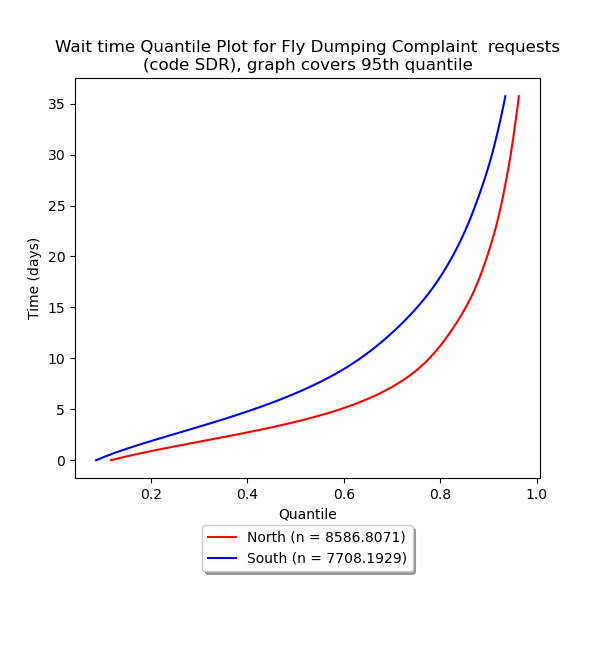 Wait time Quantile Plot for Fly Dumping Complaint  requests
(code SDR), graph covers 95th quantile
35
30
25
20
15
10
5
0
Time (days)
0.2
0.4
0.6
0.8
1.0
Quantile
North (n = 8586.8071)
South (n = 7708.1929)